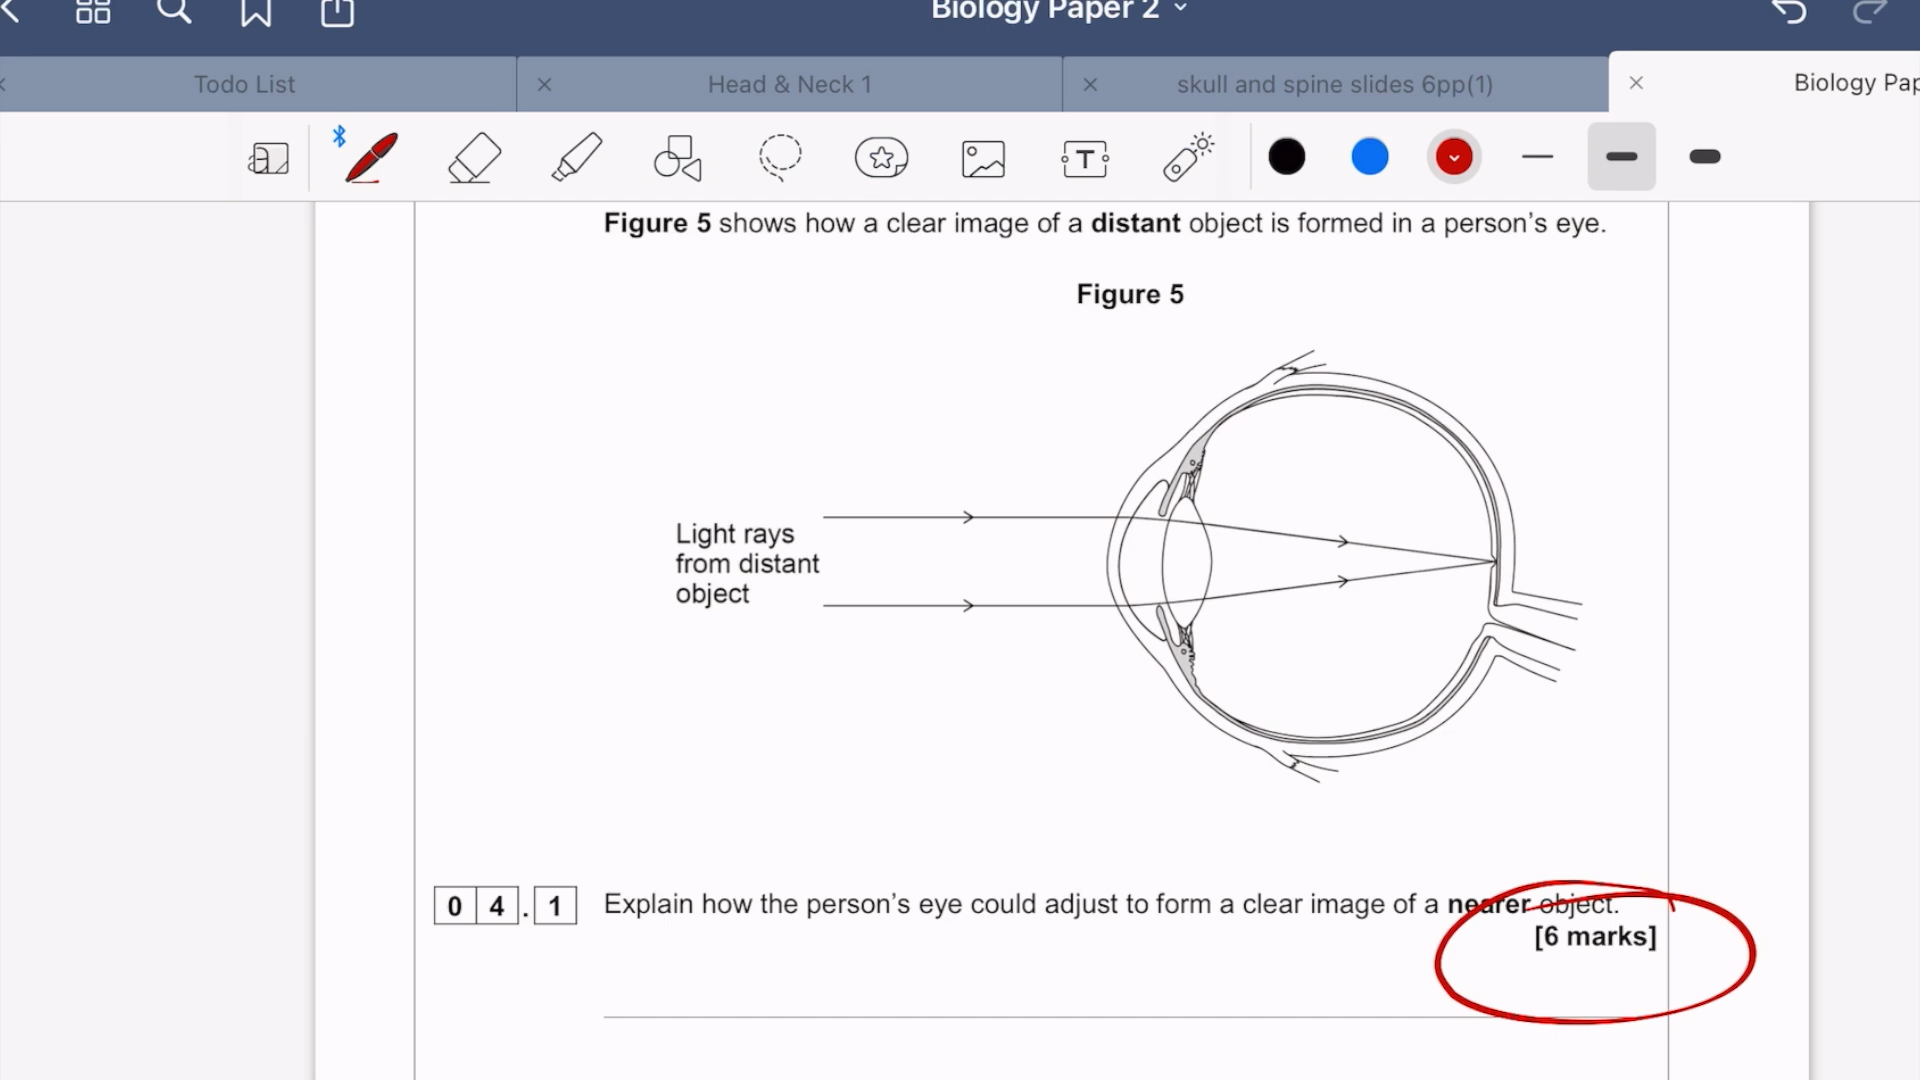 Biology Paper 2
Todo List
Head & Neck 1
skull and spine slides 6pp(1)
Biology Pap
T
Figure 5 shows how a clear image of a distant object is formed in a person's eye.
Figure 5
Light rays
from distant
object
0 4 . 1 Explain how the person's eye could adjust to form a clear image of a nearer object.
[6 marks]